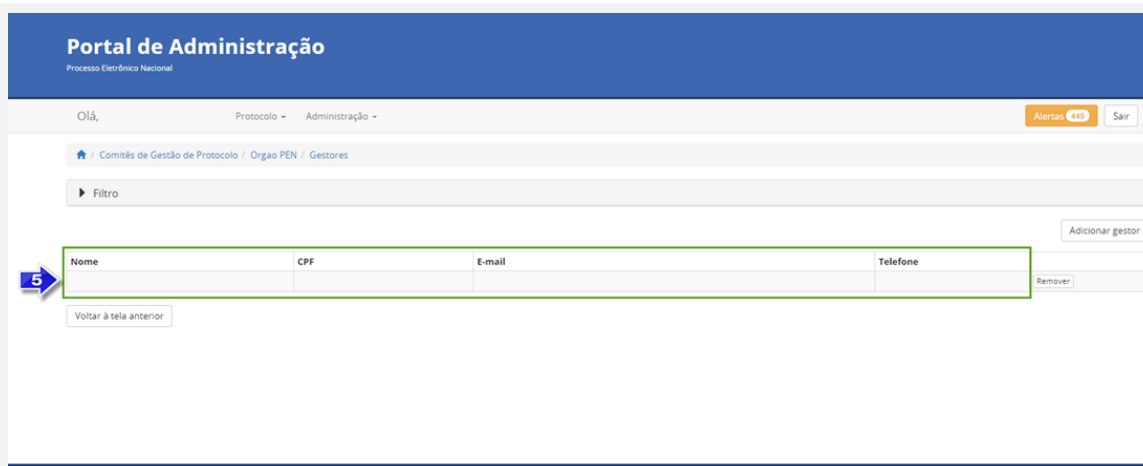 Portal de Administração
Processo Eletrônico Nacional
Olá, Protocolo Administração Alertas 445 Sair
/ Comitês de Gestão de Protocolo / Orgao PEN / Gestores
Filtro
Adicionar gestor
Nome CPF E-mail Telefone
5 Remover
Voltar à tela anterior